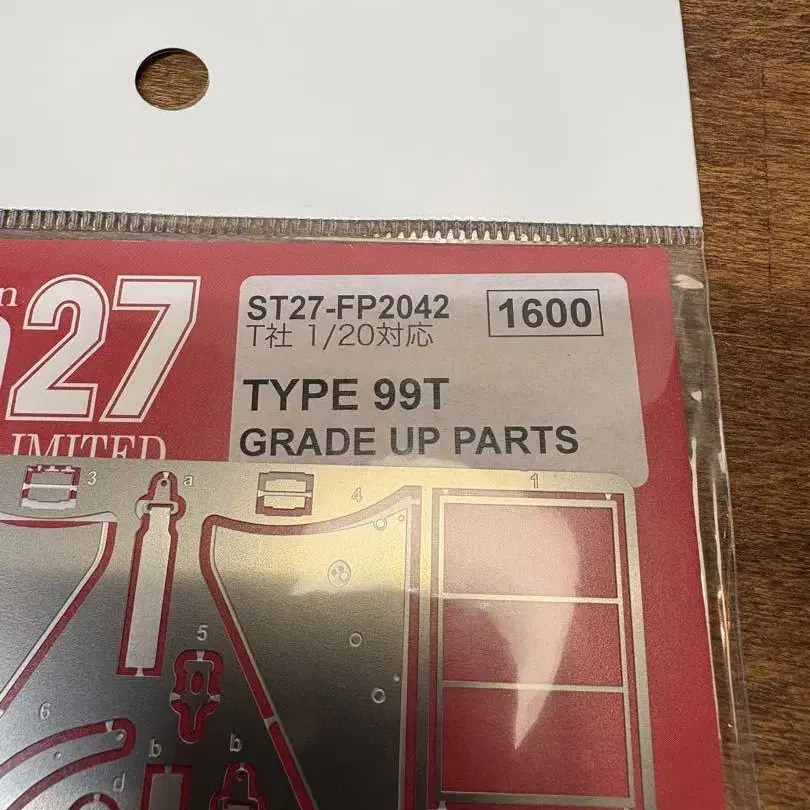 n
27
IMITED
ST27-FP2042
1600
T社 1/20対応
TYPE 99T
GRADE UP PARTS
3
a
4
1
5
6
b
b
d